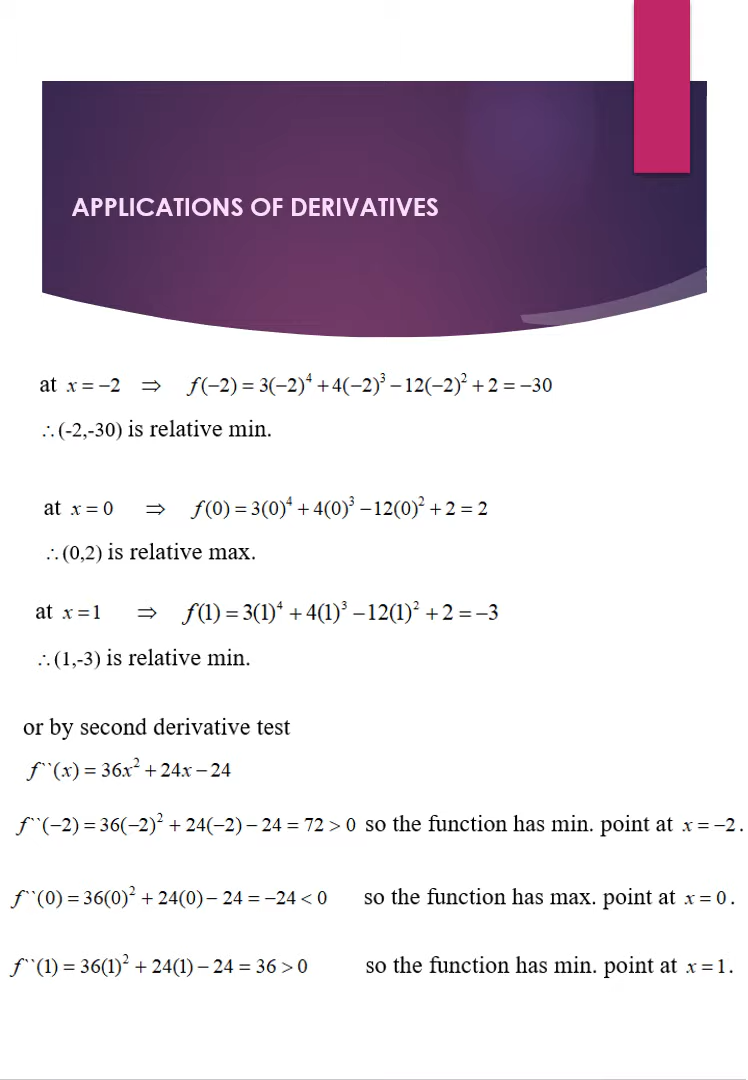 APPLICATIONS OF DERIVATIVES
at x = −2 ⇒ f(−2) = 3(−2)⁴ + 4(−2)³ − 12(−2)² + 2 = −30
∴(-2,-30) is relative min.
at x = 0 ⇒ f(0) = 3(0)⁴ + 4(0)³ − 12(0)² + 2 = 2
∴(0,2) is relative max.
at x = 1 ⇒ f(1) = 3(1)⁴ + 4(1)³ − 12(1)² + 2 = −3
∴(1,-3) is relative min.
or by second derivative test
f``(x) = 36x² + 24x − 24
f``(−2) = 36(−2)² + 24(−2) − 24 = 72 > 0 so the function has min. point at x = −2.
f``(0) = 36(0)² + 24(0) − 24 = −24 < 0 so the function has max. point at x = 0.
f``(1) = 36(1)² + 24(1) − 24 = 36 > 0 so the function has min. point at x = 1.